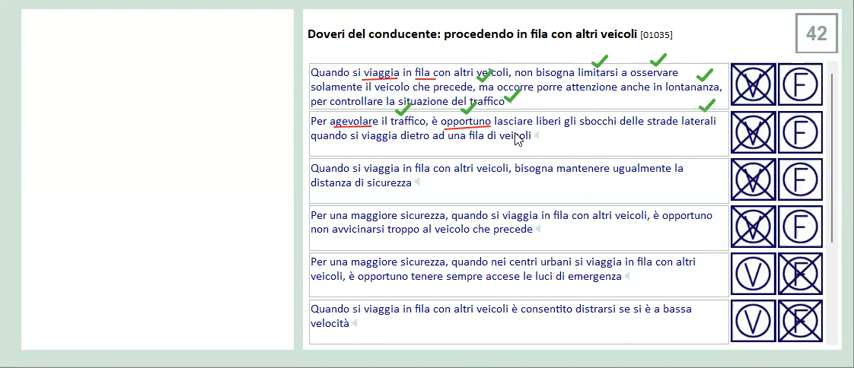 Doveri del conducente: procedendo in fila con altri veicoli [01035]
42
Quando si viaggia in fila con altri veicoli, non bisogna limitarsi a osservare
solamente il veicolo che precede, ma occorre porre attenzione anche in lontananza,
per controllare la situazione del traffico
V F
Per agevolare il traffico, è opportuno lasciare liberi gli sbocchi delle strade laterali
quando si viaggia dietro ad una fila di veicoli
V F
Quando si viaggia in fila con altri veicoli, bisogna mantenere ugualmente la
distanza di sicurezza
V F
Per una maggiore sicurezza, quando si viaggia in fila con altri veicoli, è opportuno
non avvicinarsi troppo al veicolo che precede
V F
Per una maggiore sicurezza, quando nei centri urbani si viaggia in fila con altri
veicoli, è opportuno tenere sempre accese le luci di emergenza
V F
Quando si viaggia in fila con altri veicoli è consentito distrarsi se si è a bassa
velocità
V F